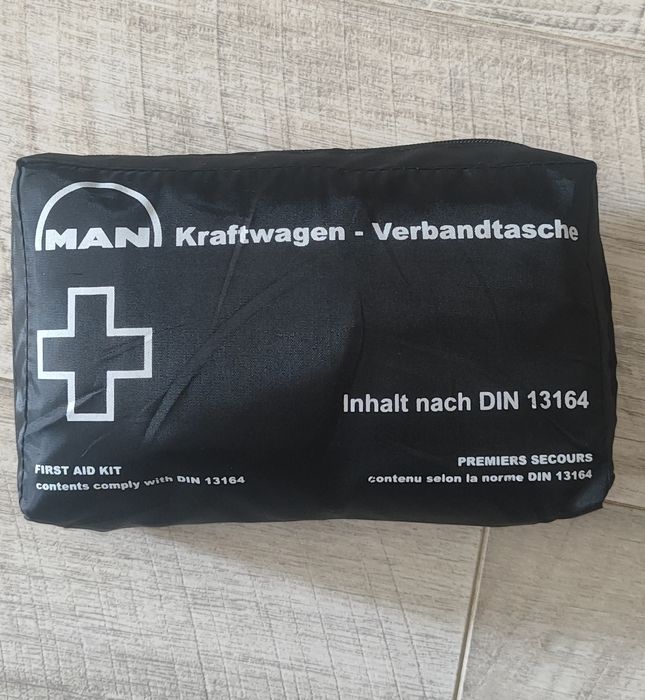 MAN Kraftwagen - Verbandtasche
Inhalt nach DIN 13164
FIRST AID KIT
contents comply with DIN 13164
PREMIERS SECOURS
contenu selon la norme DIN 13164